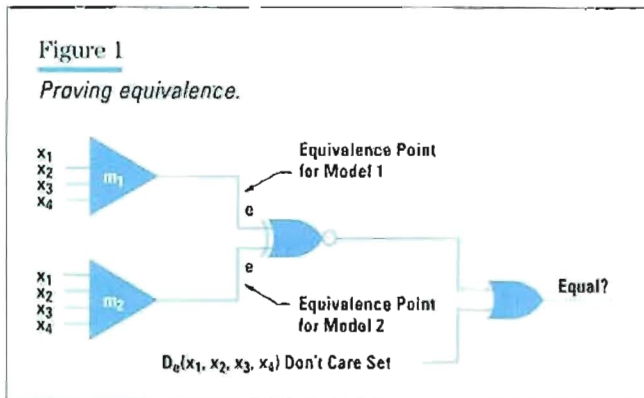 Figure 1
Proving equivalence.
x1
x2
x3
x4
m1
Equivalence Point
for Model 1
e
e
x1
x2
x3
x4
m2
Equivalence Point
for Model 2
Equal?
De(x1, x2, x3, x4) Don't Care Set